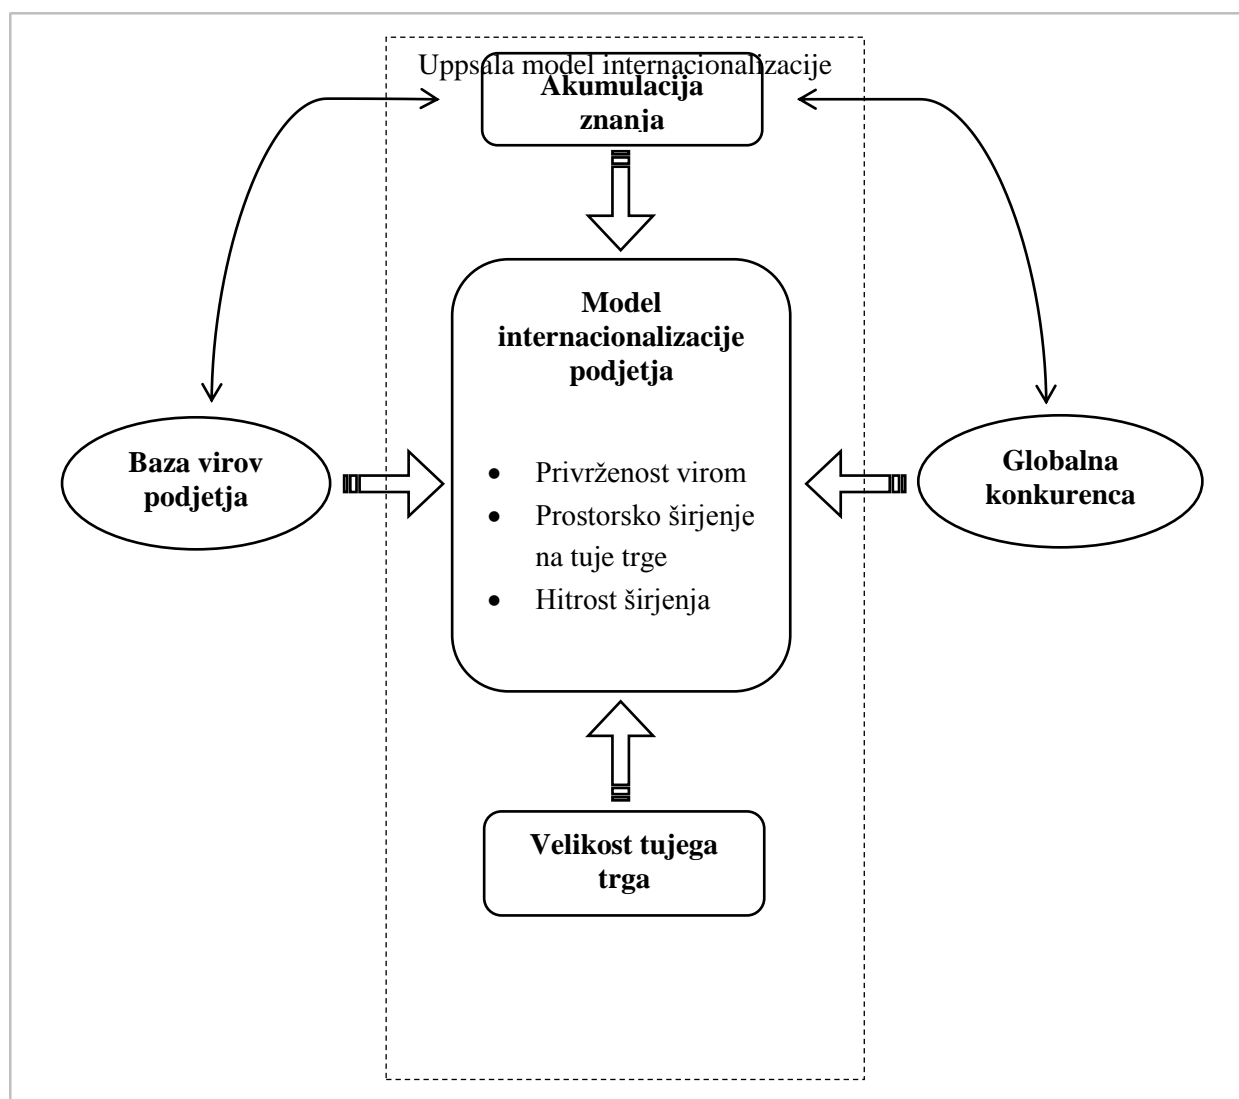 Uppsala model internacionalizacije
Akumulacija
znanja
Model
internacionalizacije
podjetja
Baza virov
podjetja
Globalna
konkurenca
• Privrženost virom
• Prostorsko širjenje
na tuje trge
• Hitrost širjenja
Velikost tujega
trga